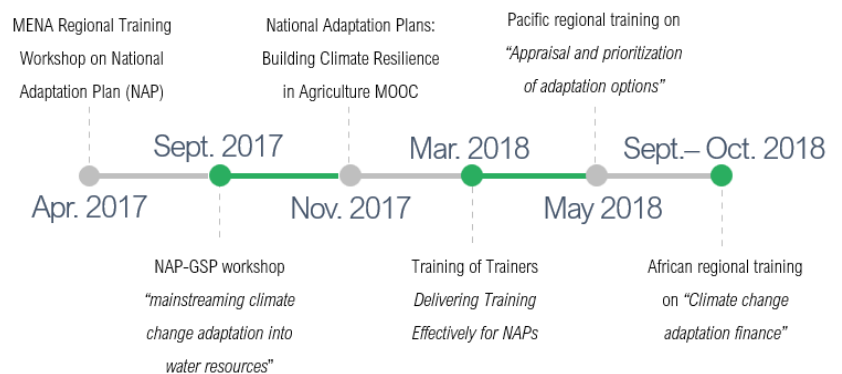 MENA Regional Training
Workshop on National
Adaptation Plan (NAP)
National Adaptation Plans:
Building Climate Resilience
in Agriculture MOOC
Pacific regional training on
“Appraisal and prioritization
of adaptation options”
Sept. 2017
Mar. 2018
Sept.– Oct. 2018
Apr. 2017
Nov. 2017
May 2018
NAP-GSP workshop
“mainstreaming climate
change adaptation into
water resources”
Training of Trainers
Delivering Training
Effectively for NAPs
African regional training
on “Climate change
adaptation finance”